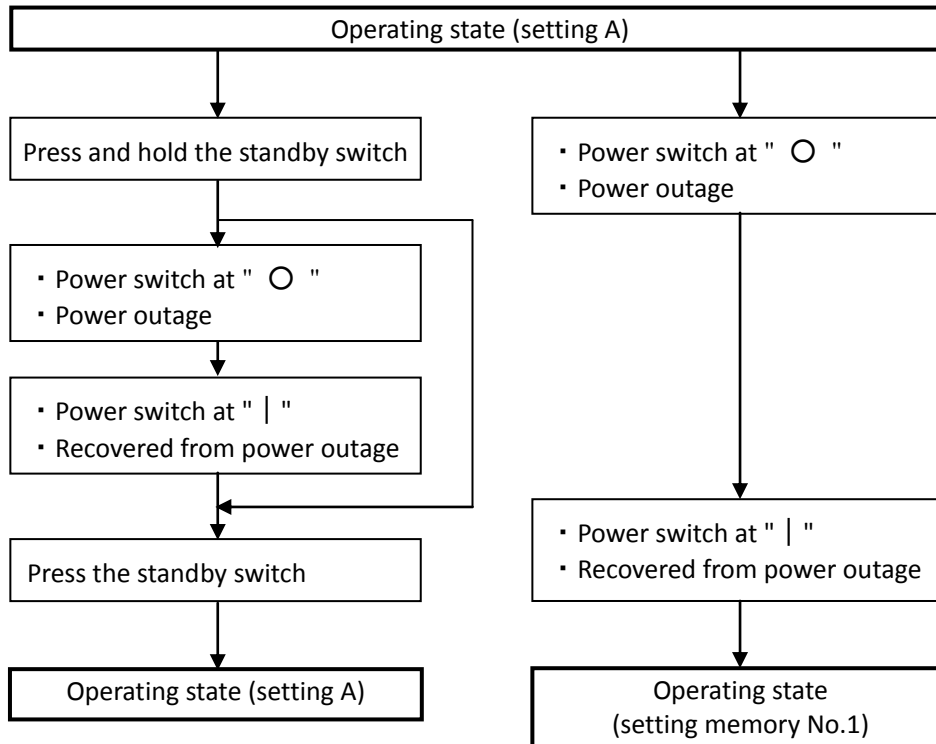 Operating state (setting A)
Press and hold the standby switch
・Power switch at " ○ "
・Power outage
・Power switch at " | "
・Recovered from power outage
Press the standby switch
Operating state (setting A)
・Power switch at " ○ "
・Power outage
・Power switch at " | "
・Recovered from power outage
Operating state
(setting memory No.1)